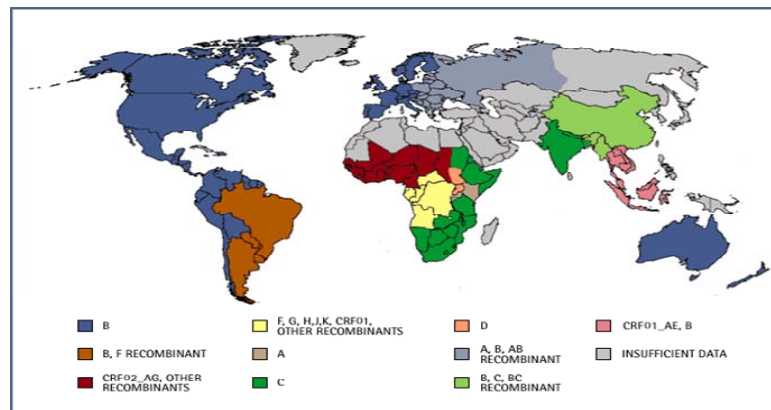 B
B, F RECOMBINANT
CRF02_AG, OTHER
RECOMBINANTS
F, G, H,J,K, CRF01,
OTHER RECOMBINANTS
A
C
D
A, B, AB
RECOMBINANT
B, C, BC
RECOMBINANT
CRF01_AE, B
INSUFFICIENT DATA